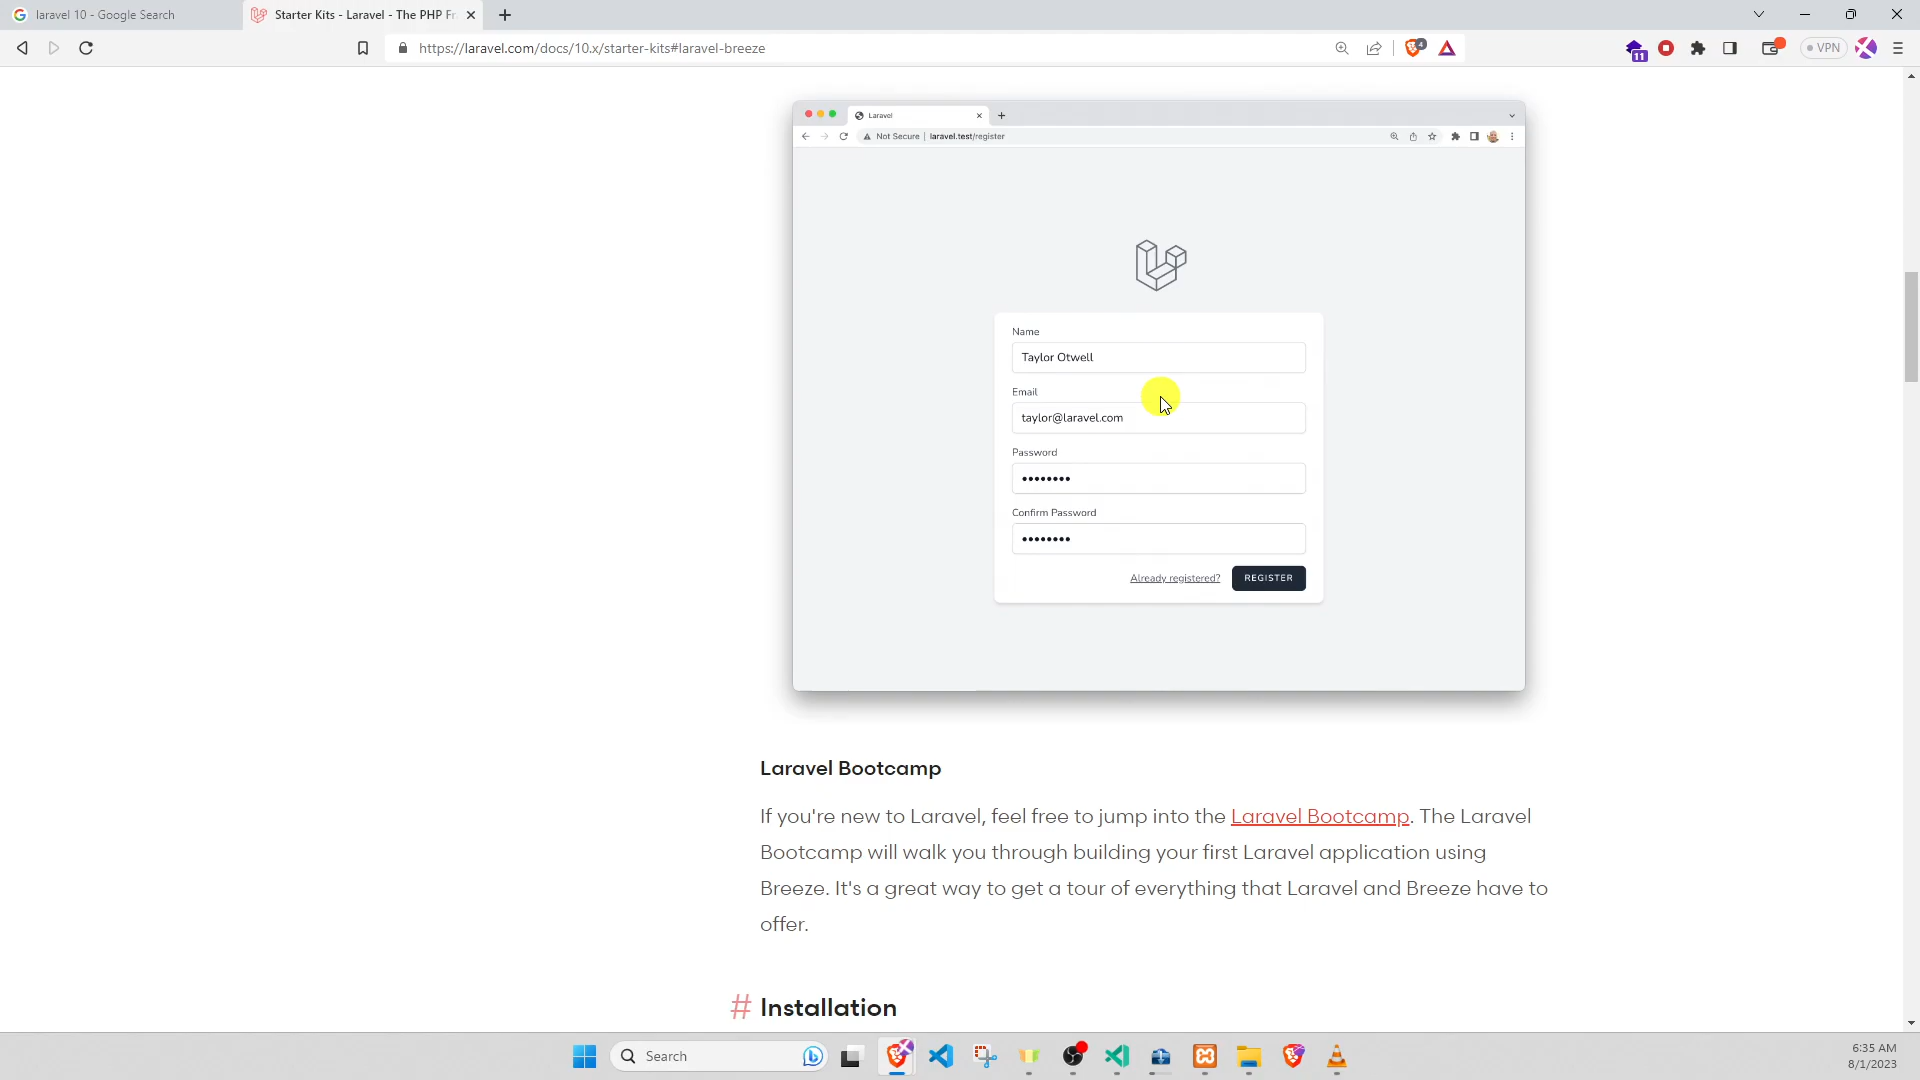 laravel 10 - Google Search
Starter Kits - Laravel - The PHP Fr
https://laravel.com/docs/10.x/starter-kits#laravel-breeze
4
11
VPN
Laravel
Not Secure
laravel.test/register
Name
Taylor Otwell
Email
taylor@laravel.com
Password
Confirm Password
Already registered?
REGISTER
Laravel Bootcamp
If you're new to Laravel, feel free to jump into the Laravel Bootcamp. The Laravel
Bootcamp will walk you through building your first Laravel application using
Breeze. It's a great way to get a tour of everything that Laravel and Breeze have to
offer.
# Installation
Search
6:35 AM
8/1/2023